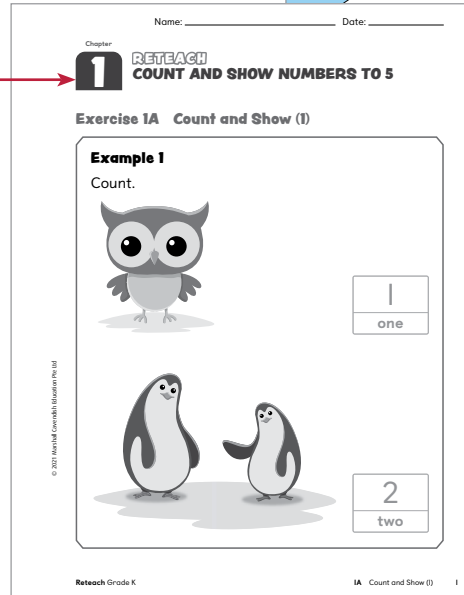 Name: Date:
Chapter
1
RETEACH
COUNT AND SHOW NUMBERS TO 5
Exercise 1A Count and Show (1)
Example 1
Count.
1
one
2
two
© 2021 Marshall Cavendish Education Pte Ltd
Reteach Grade K 1A Count and Show (1) 1